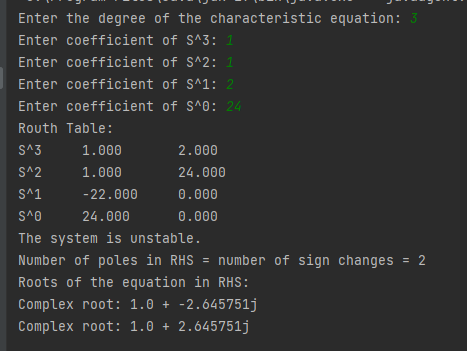 Enter the degree of the characteristic equation: 3
Enter coefficient of S^3: 1
Enter coefficient of S^2: 1
Enter coefficient of S^1: 2
Enter coefficient of S^0: 24
Routh Table:
S^3 1.000 2.000
S^2 1.000 24.000
S^1 -22.000 0.000
S^0 24.000 0.000
The system is unstable.
Number of poles in RHS = number of sign changes = 2
Roots of the equation in RHS:
Complex root: 1.0 + -2.645751j
Complex root: 1.0 + 2.645751j